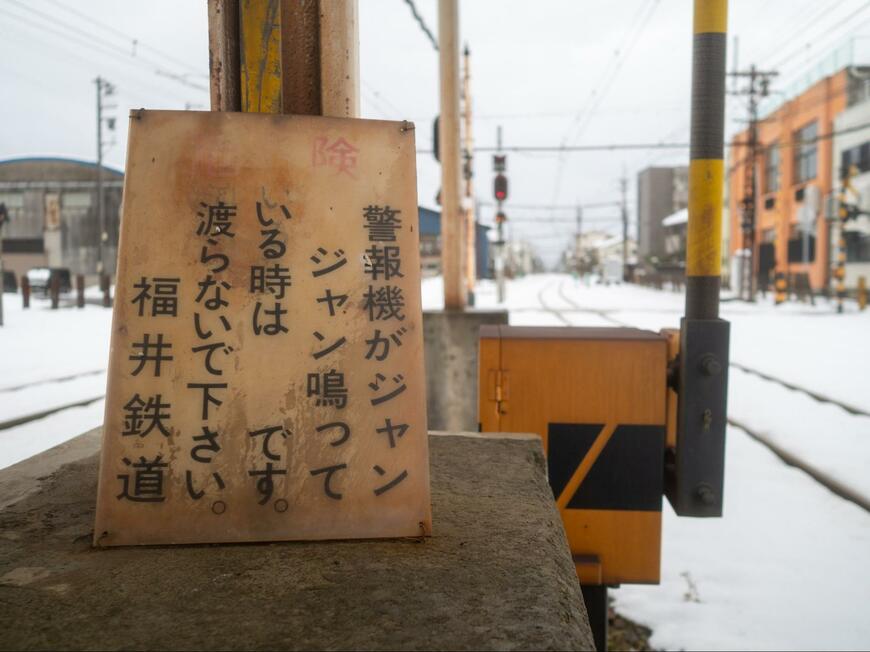 危険
警報機がジャン
ジャン鳴って
いる時は　です。
渡らないで下さい。
福井鉄道